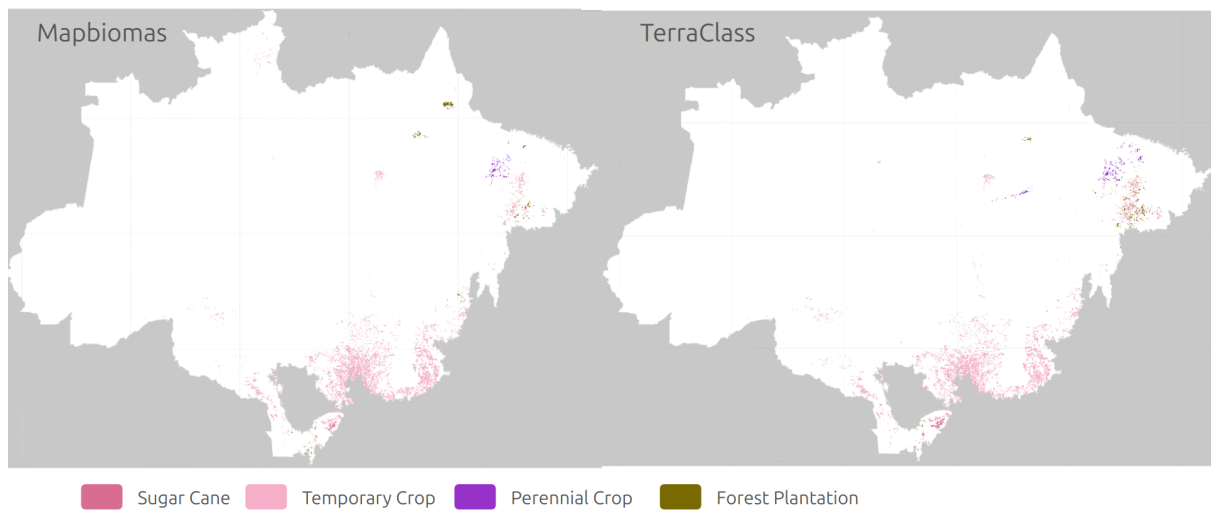 Mapbiomas
TerraClass
Sugar Cane
Temporary Crop
Perennial Crop
Forest Plantation